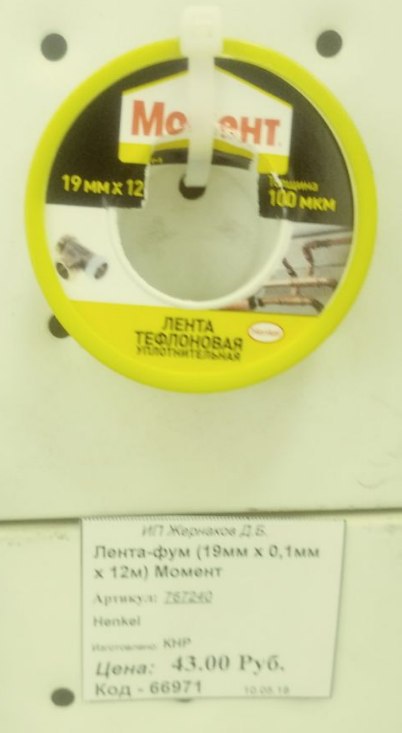 Момент
19 мм x 12
толщина
100 мкм
ЛЕНТА
ТЕФЛОНОВАЯ
УПЛОТНИТЕЛЬНАЯ
Henkel
ИП Жернаков Д.Б.
Лента-фум (19мм х 0,1мм
х 12м) Момент
Артикул: 767240
Henkel
Изготовлено: КНР
Цена: 43.00 Руб.
Код - 66971 10.05.18